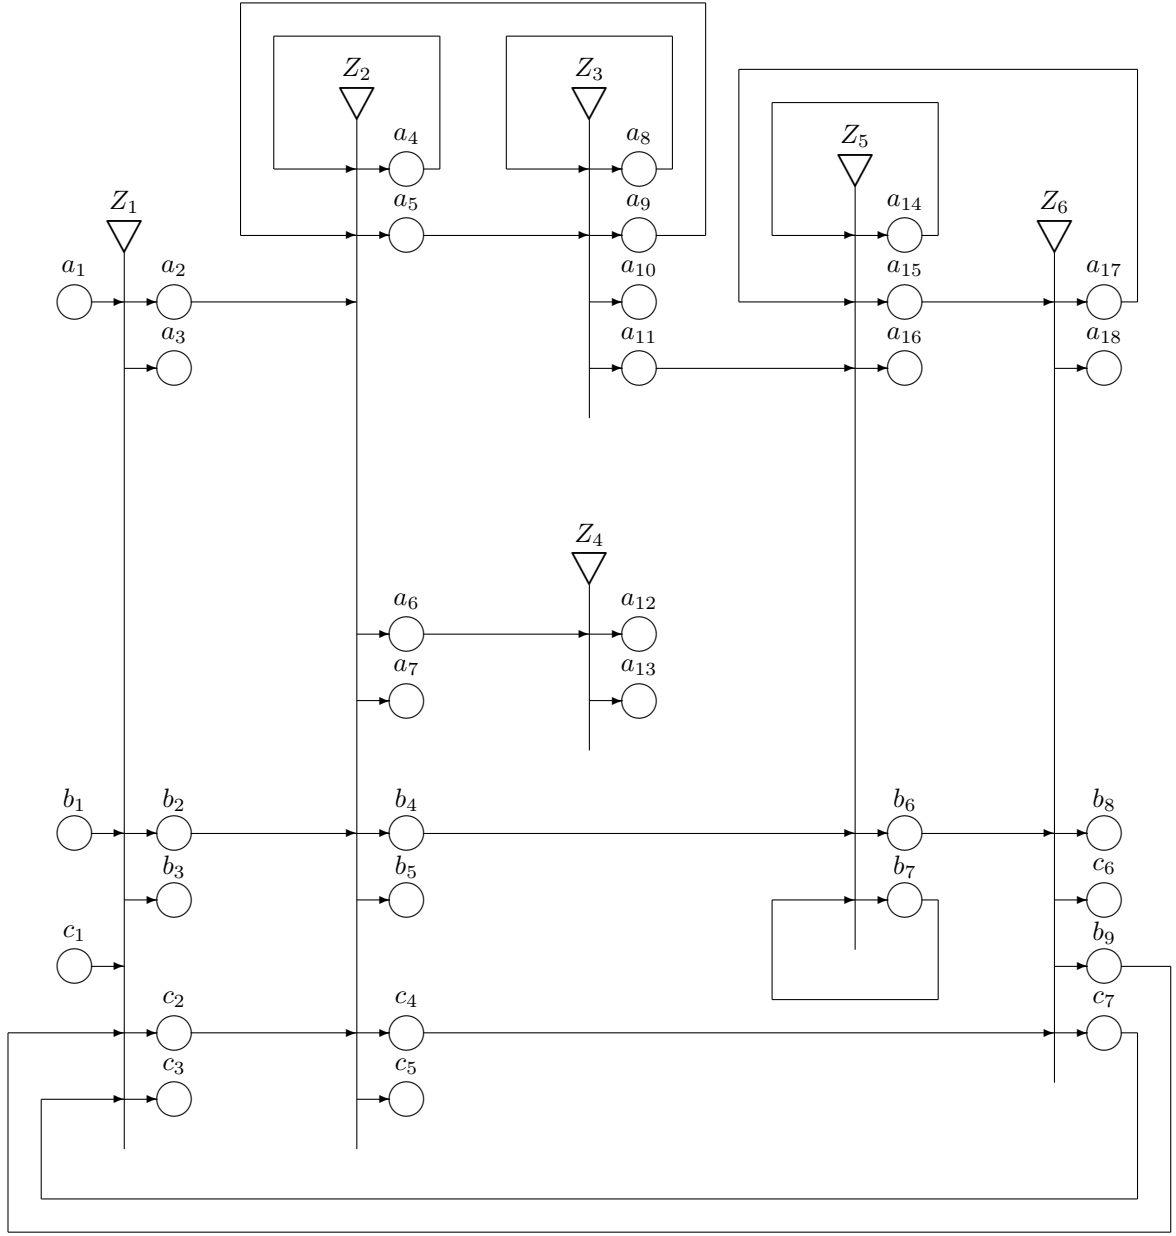 Z₂ Z₃
a₄ a₈ Z₅
Z₁ a₅ a₉ a₁₄ Z₆
a₁ a₂ a₁₀ a₁₅ a₁₇
a₃ a₁₁ a₁₆ a₁₈
Z₄
a₆ a₁₂
a₇ a₁₃
b₁ b₂ b₄ b₆ b₈
b₃ b₅ b₇ c₆
c₁ b₉
c₂ c₄ c₇
c₃ c₅